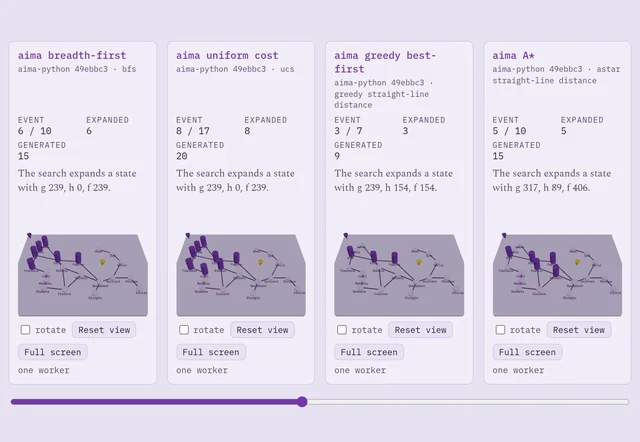 aima breadth-first
aima-python 49ebbc3 · bfs
EVENT
6 / 10
EXPANDED
6
GENERATED
15
The search expands a state
with g 239, h 0, f 239.
rotate
Reset view
Full screen
one worker
aima uniform cost
aima-python 49ebbc3 · ucs
EVENT
8 / 17
EXPANDED
8
GENERATED
20
The search expands a state
with g 239, h 0, f 239.
rotate
Reset view
Full screen
one worker
aima greedy best-
first
aima-python 49ebbc3 ·
greedy straight-line
distance
EVENT
3 / 7
EXPANDED
3
GENERATED
9
The search expands a state
with g 239, h 154, f 154.
rotate
Reset view
Full screen
one worker
aima A*
aima-python 49ebbc3 · astar
straight-line distance
EVENT
5 / 10
EXPANDED
5
GENERATED
15
The search expands a state
with g 317, h 89, f 406.
rotate
Reset view
Full screen
one worker